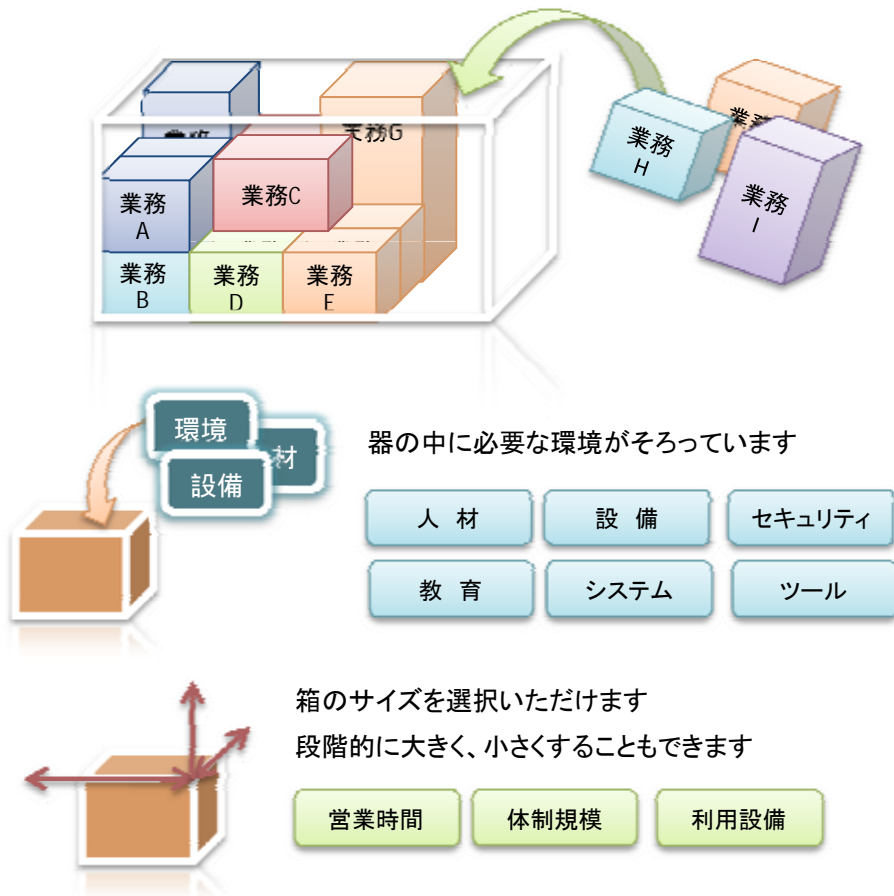 業務G
業務C
業務
A
業務
B
業務
D
業務
E
業務
H
業務
I
環境
材
設備
器の中に必要な環境がそろっています
人 材
設 備
セキュリティ
教 育
システム
ツール
箱のサイズを選択いただけます
段階的に大きく、小さくすることもできます
営業時間
体制規模
利用設備